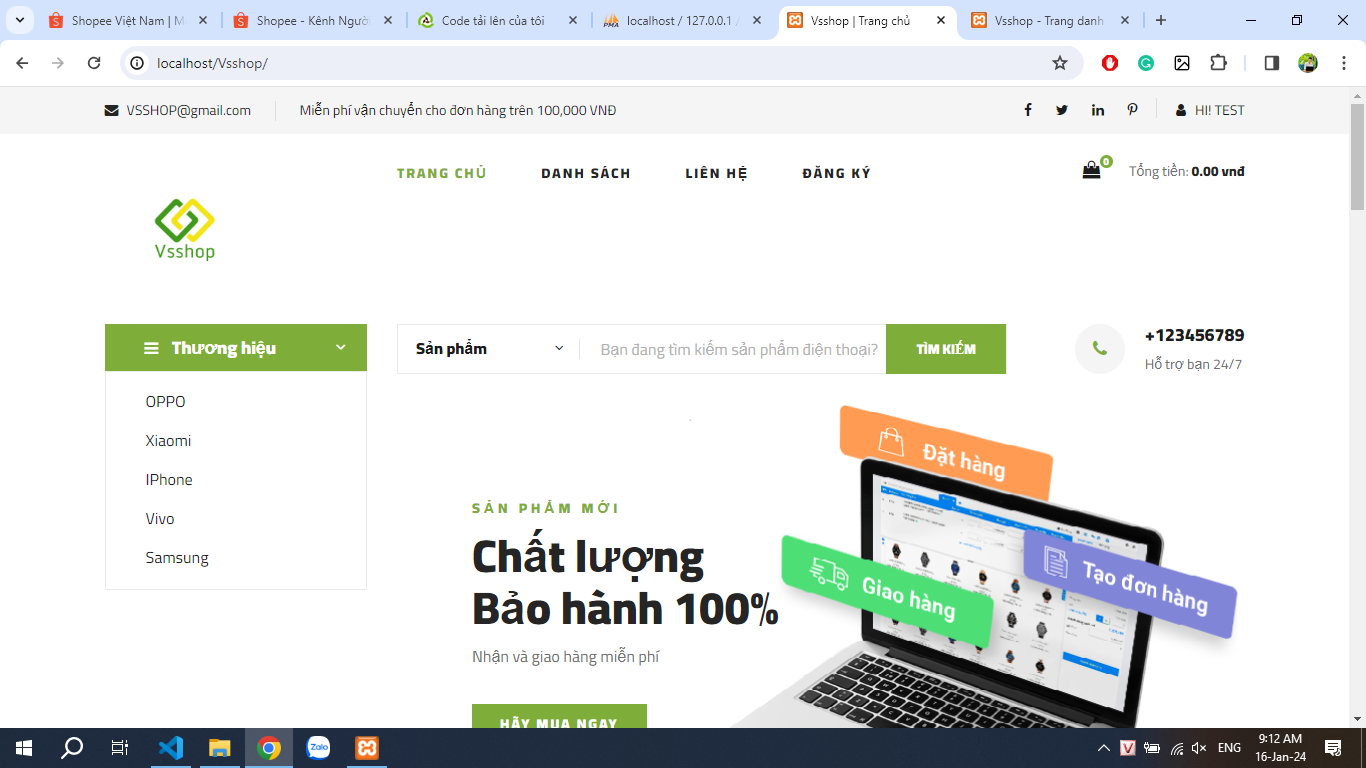 Shopee Việt Nam | M
Shopee - Kênh Ngườ
Code tải lên của tôi
localhost / 127.0.0.1 /
Vsshop | Trang chủ
Vsshop - Trang danh
localhost/Vsshop/
VSSHOP@gmail.com
Miễn phí vận chuyển cho đơn hàng trên 100,000 VNĐ
HI! TEST
TRANG CHỦ
DANH SÁCH
LIÊN HỆ
ĐĂNG KÝ
0
Tổng tiền: 0.00 vnđ
Vsshop
Thương hiệu
Sản phẩm
Bạn đang tìm kiếm sản phẩm điện thoại?
TÌM KIẾM
+123456789
Hỗ trợ bạn 24/7
OPPO
Xiaomi
IPhone
Vivo
Samsung
SẢN PHẨM MỚI
Chất lượng
Bảo hành 100%
Nhận và giao hàng miễn phí
HÃY MUA NGAY
Đặt hàng
Giao hàng
Tạo đơn hàng
Zalo
ENG
9:12 AM
16-Jan-24